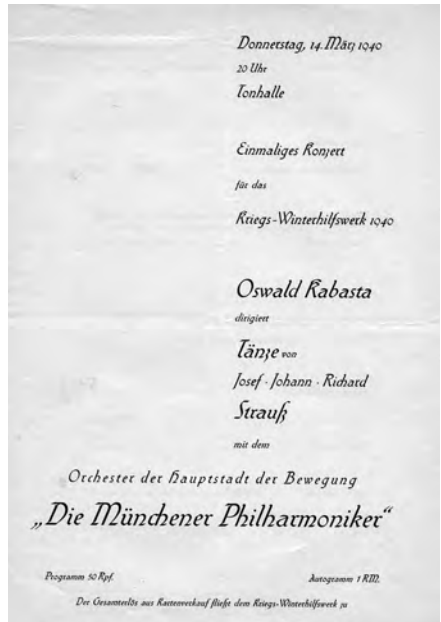 Donnerstag, 14. März 1940
20 Uhr
Tonhalle
Einmaliges Konzert
für das
Kriegs-Winterhilfswerk 1940
Oswald Kabasta
dirigiert
Tänze von
Josef · Johann · Richard
Strauß
mit dem
Orchester der Hauptstadt der Bewegung
„Die Münchener Philharmoniker“
Programm 50 Rpf.
Autogramm 1 RM.
Der Gesamterlös aus Kartenverkauf fließt dem Kriegs-Winterhilfswerk zu